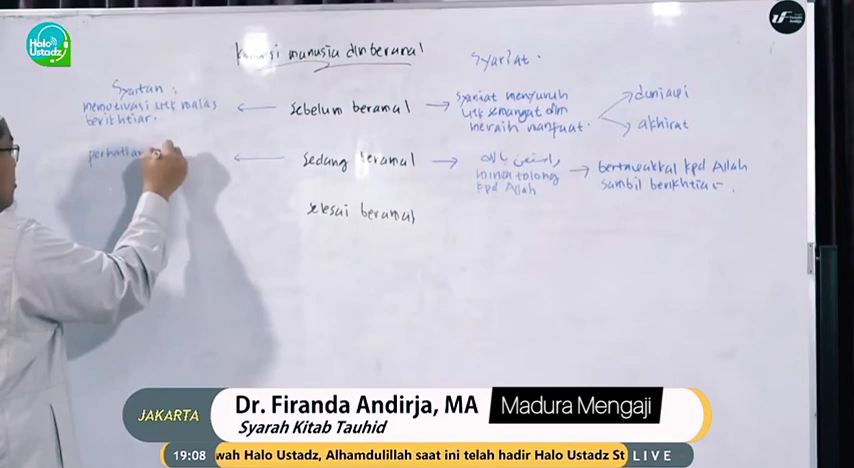 Halo
Ustadz
Kondisi manusia dlm beramal
Syariat.
Syaitan :
memotivasi utk malas
berikhtiar.
sebelum beramal
Syariat menyuruh
utk semangat dlm
meraih manfaat.
duniawi
akhirat
perhatian
Sedang beramal
واستعن بالله
minta tolong
kpd Allah
bertawakkal kpd Allah
sambil berikhtiar.
selesai beramal
JAKARTA
Dr. Firanda Andirja, MA
Madura Mengaji
Syarah Kitab Tauhid
19:08
wah Halo Ustadz, Alhamdulillah saat ini telah hadir Halo Ustadz St
LIVE